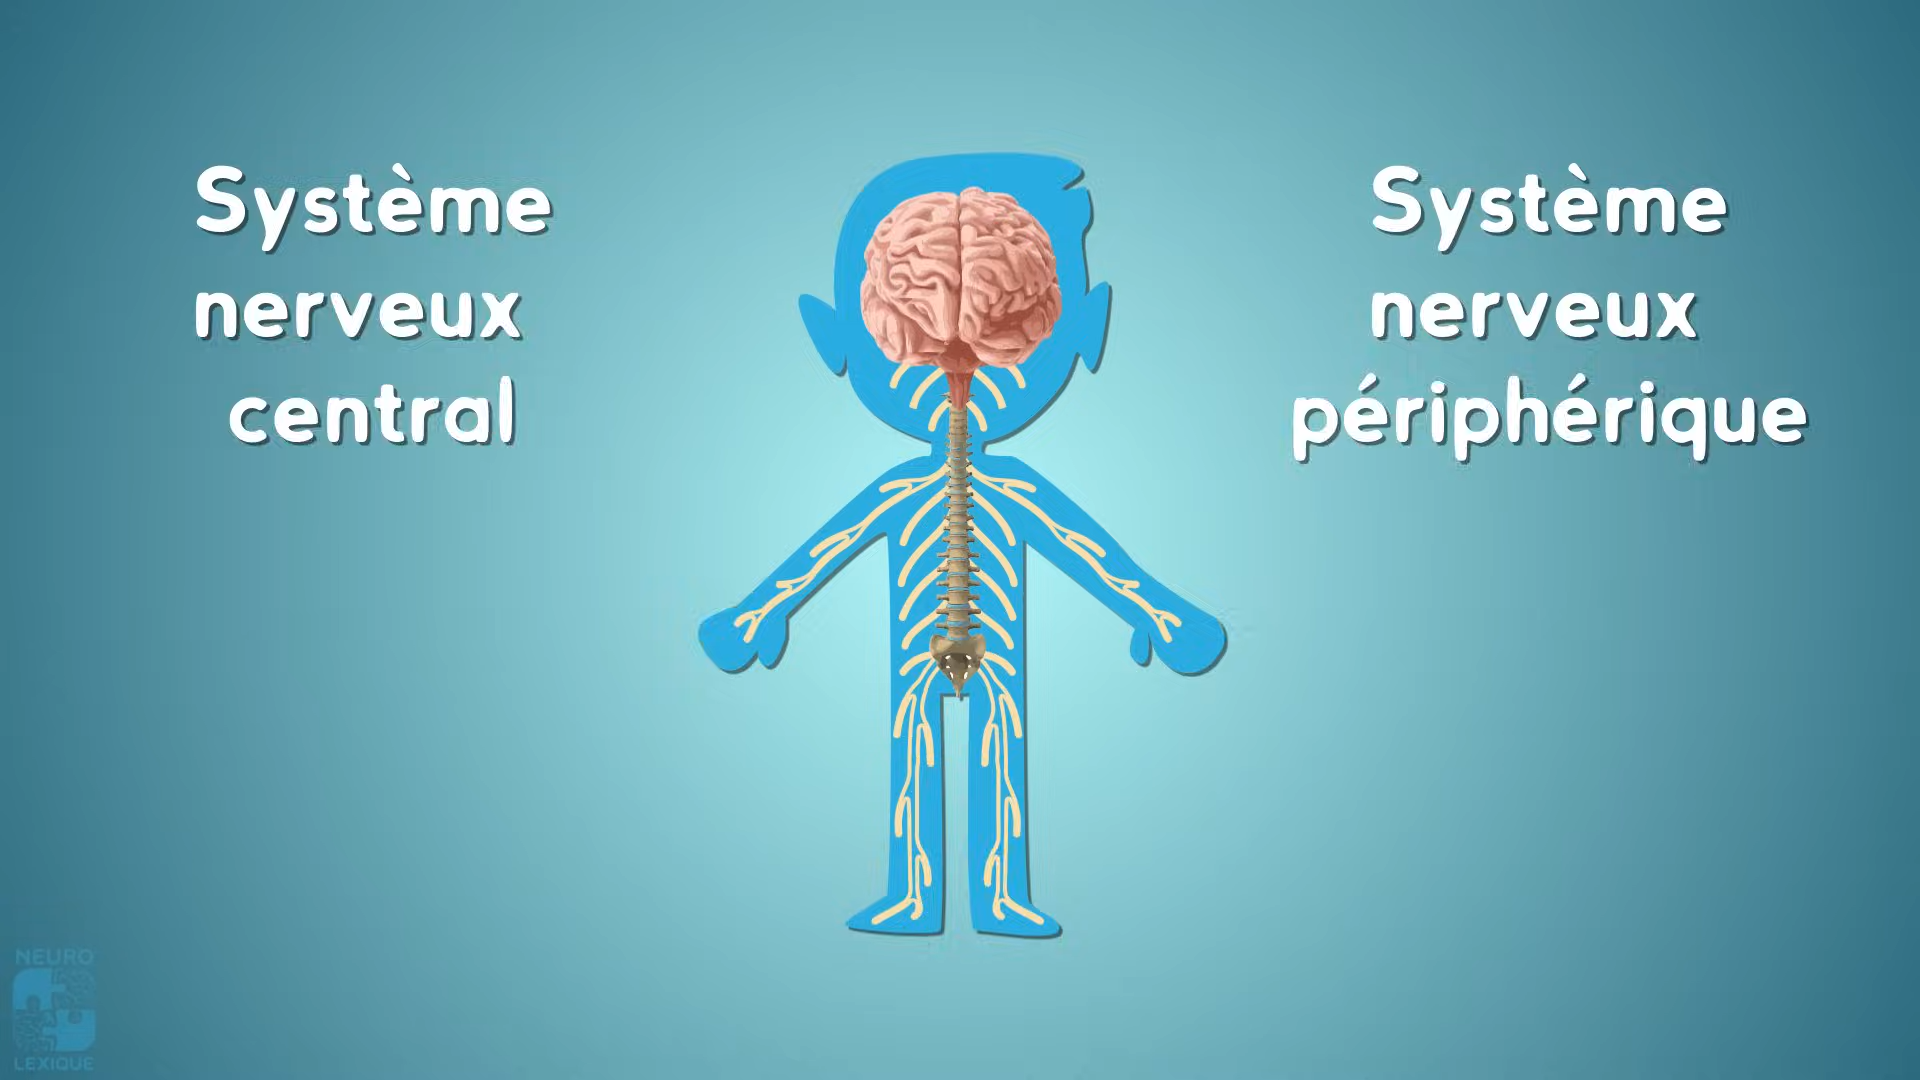 Système
nerveux
central
Système
nerveux
périphérique
NEURO
LEXIQUE